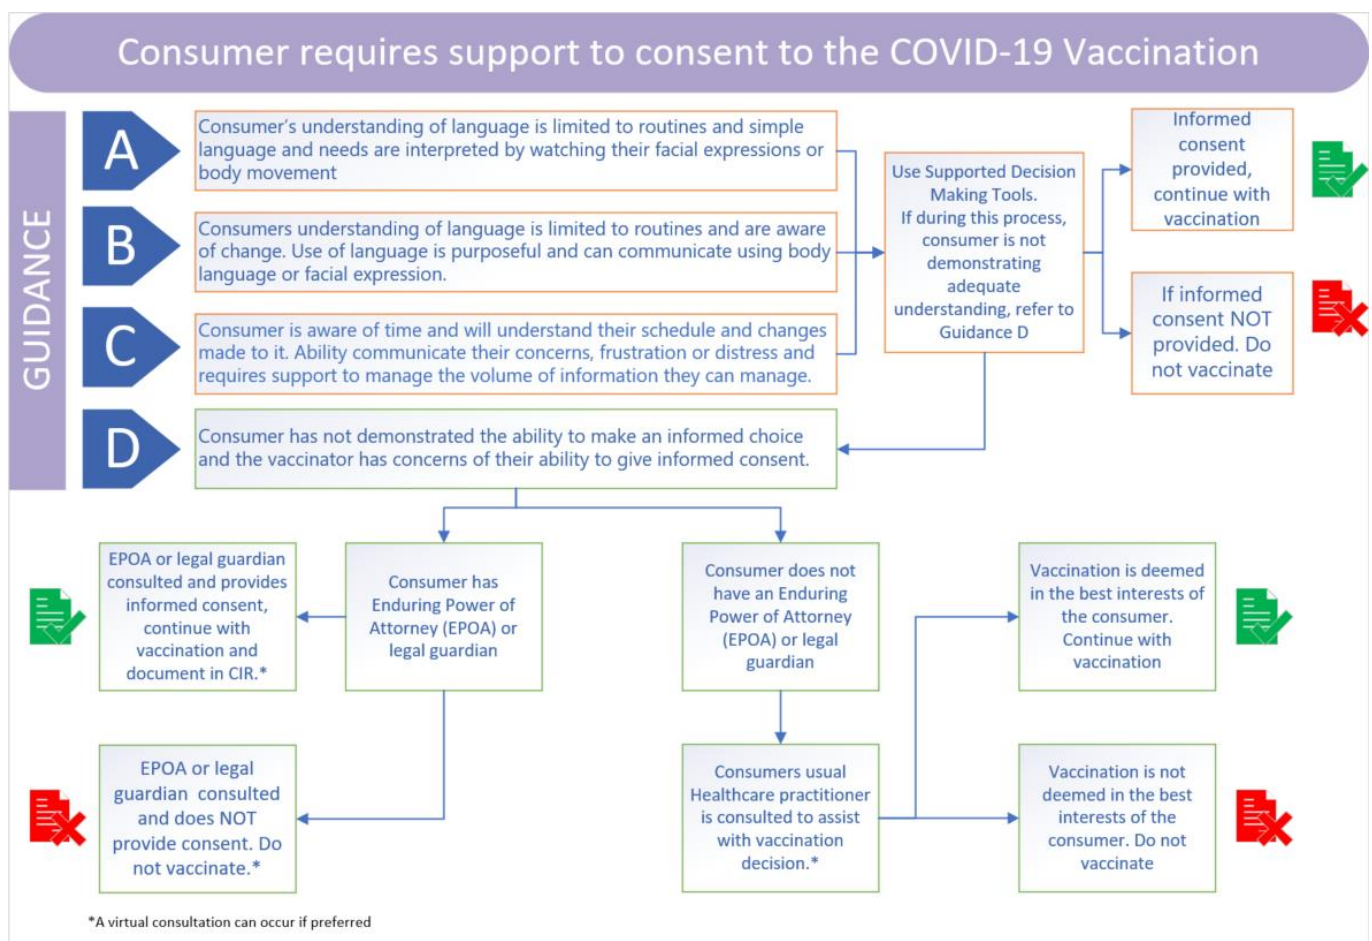 Consumer requires support to consent to the COVID-19 Vaccination
GUIDANCE
A
Consumer's understanding of language is limited to routines and simple
language and needs are interpreted by watching their facial expressions or
body movement
B
Consumers understanding of language is limited to routines and are aware
of change. Use of language is purposeful and can communicate using body
language or facial expression.
C
Consumer is aware of time and will understand their schedule and changes
made to it. Ability communicate their concerns, frustration or distress and
requires support to manage the volume of information they can manage.
D
Consumer has not demonstrated the ability to make an informed choice
and the vaccinator has concerns of their ability to give informed consent.
Use Supported Decision
Making Tools.
If during this process,
consumer is not
demonstrating
adequate
understanding, refer to
Guidance D
Informed
consent
provided,
continue with
vaccination
If informed
consent NOT
provided. Do
not vaccinate
EPOA or legal guardian
consulted and provides
informed consent,
continue with
vaccination and
document in CIR.*
Consumer has
Enduring Power of
Attorney (EPOA) or
legal guardian
Consumer does not
have an Enduring
Power of Attorney
(EPOA) or legal
guardian
Vaccination is deemed
in the best interests of
the consumer.
Continue with
vaccination
EPOA or legal
guardian consulted
and does NOT
provide consent. Do
not vaccinate.*
Consumers usual
Healthcare practitioner
is consulted to assist
with vaccination
decision.*
Vaccination is not
deemed in the best
interests of the
consumer. Do not
vaccinate
*A virtual consultation can occur if preferred